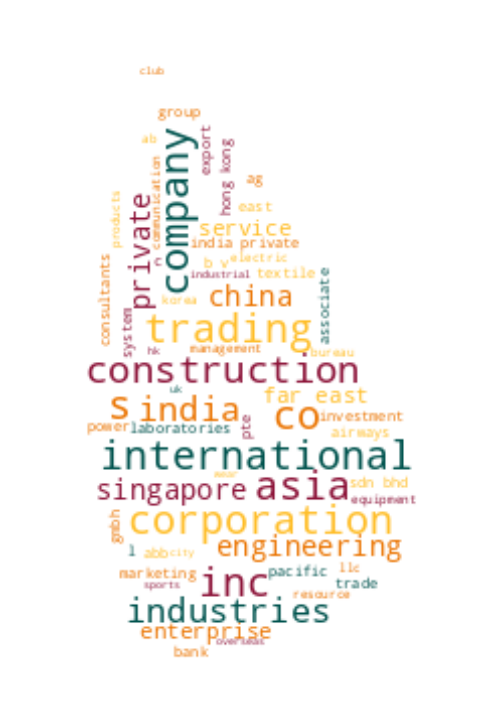 club
group
ab
company
export
hong kong
communication
ag
products
private
east
service
c
india private
consultants
b v
electric
industrial
textile
associate
china
korea
system
trading
hk
management
bureau
construction
uk
far east
s
india
co
investment
power
laboratories
pte
airways
international
wear
singapore
asia
sdn bhd
equipment
gmbh
corporation
l
abb
city
engineering
marketing
sports
inc
pacific
llc
trade
resource
industries
enterprise
overseas
bank